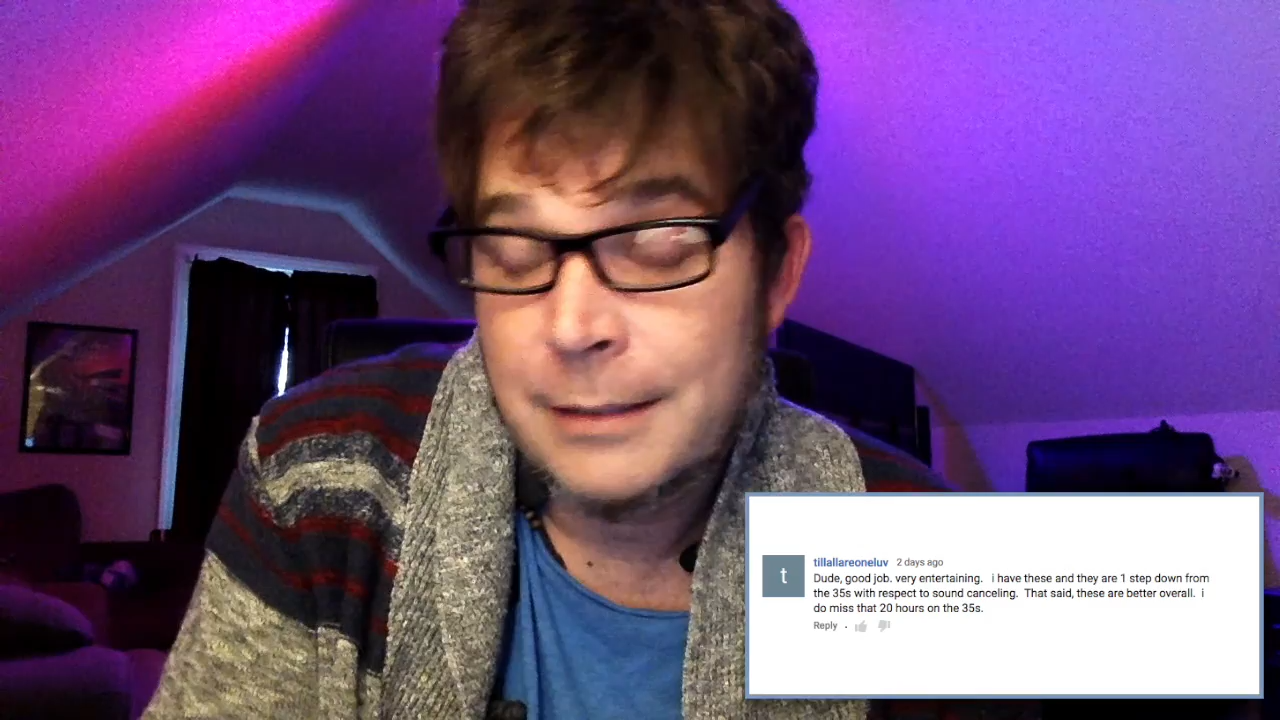 t
tillallareoneluv 2 days ago
Dude, good job. very entertaining. i have these and they are 1 step down from
the 35s with respect to sound canceling. That said, these are better overall. i
do miss that 20 hours on the 35s.
Reply .